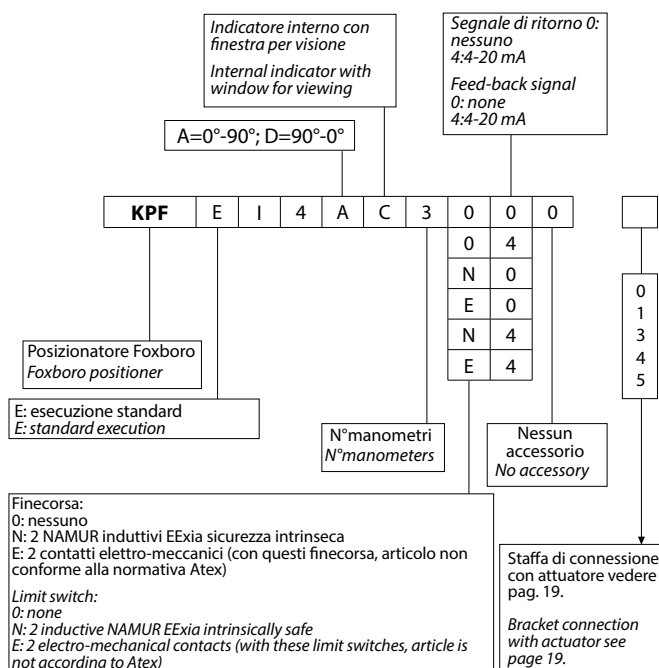 Indicatore interno con
finestra per visione
Internal indicator with
window for viewing
Segnale di ritorno 0:
nessuno
4:4-20 mA
Feed-back signal
0: none
4:4-20 mA
A=0°-90°; D=90°-0°
KPF E I 4 A C 3 0 0 0
0 4
N 0
E 0
N 4
E 4
0
1
3
4
5
Posizionatore Foxboro
Foxboro positioner
E: esecuzione standard
E: standard execution
N°manometri
N°manometers
Nessun
accessorio
No accessory
Finecorsa:
0: nessuno
N: 2 NAMUR induttivi EExia sicurezza intrinseca
E: 2 contatti elettro-meccanici (con questi finecorsa, articolo non
conforme alla normativa Atex)
Limit switch:
0: none
N: 2 inductive NAMUR EExia intrinsically safe
E: 2 electro-mechanical contacts (with these limit switches, article is
not according to Atex)
Staffa di connessione
con attuatore vedere
pag. 19.
Bracket connection
with actuator see
page 19.